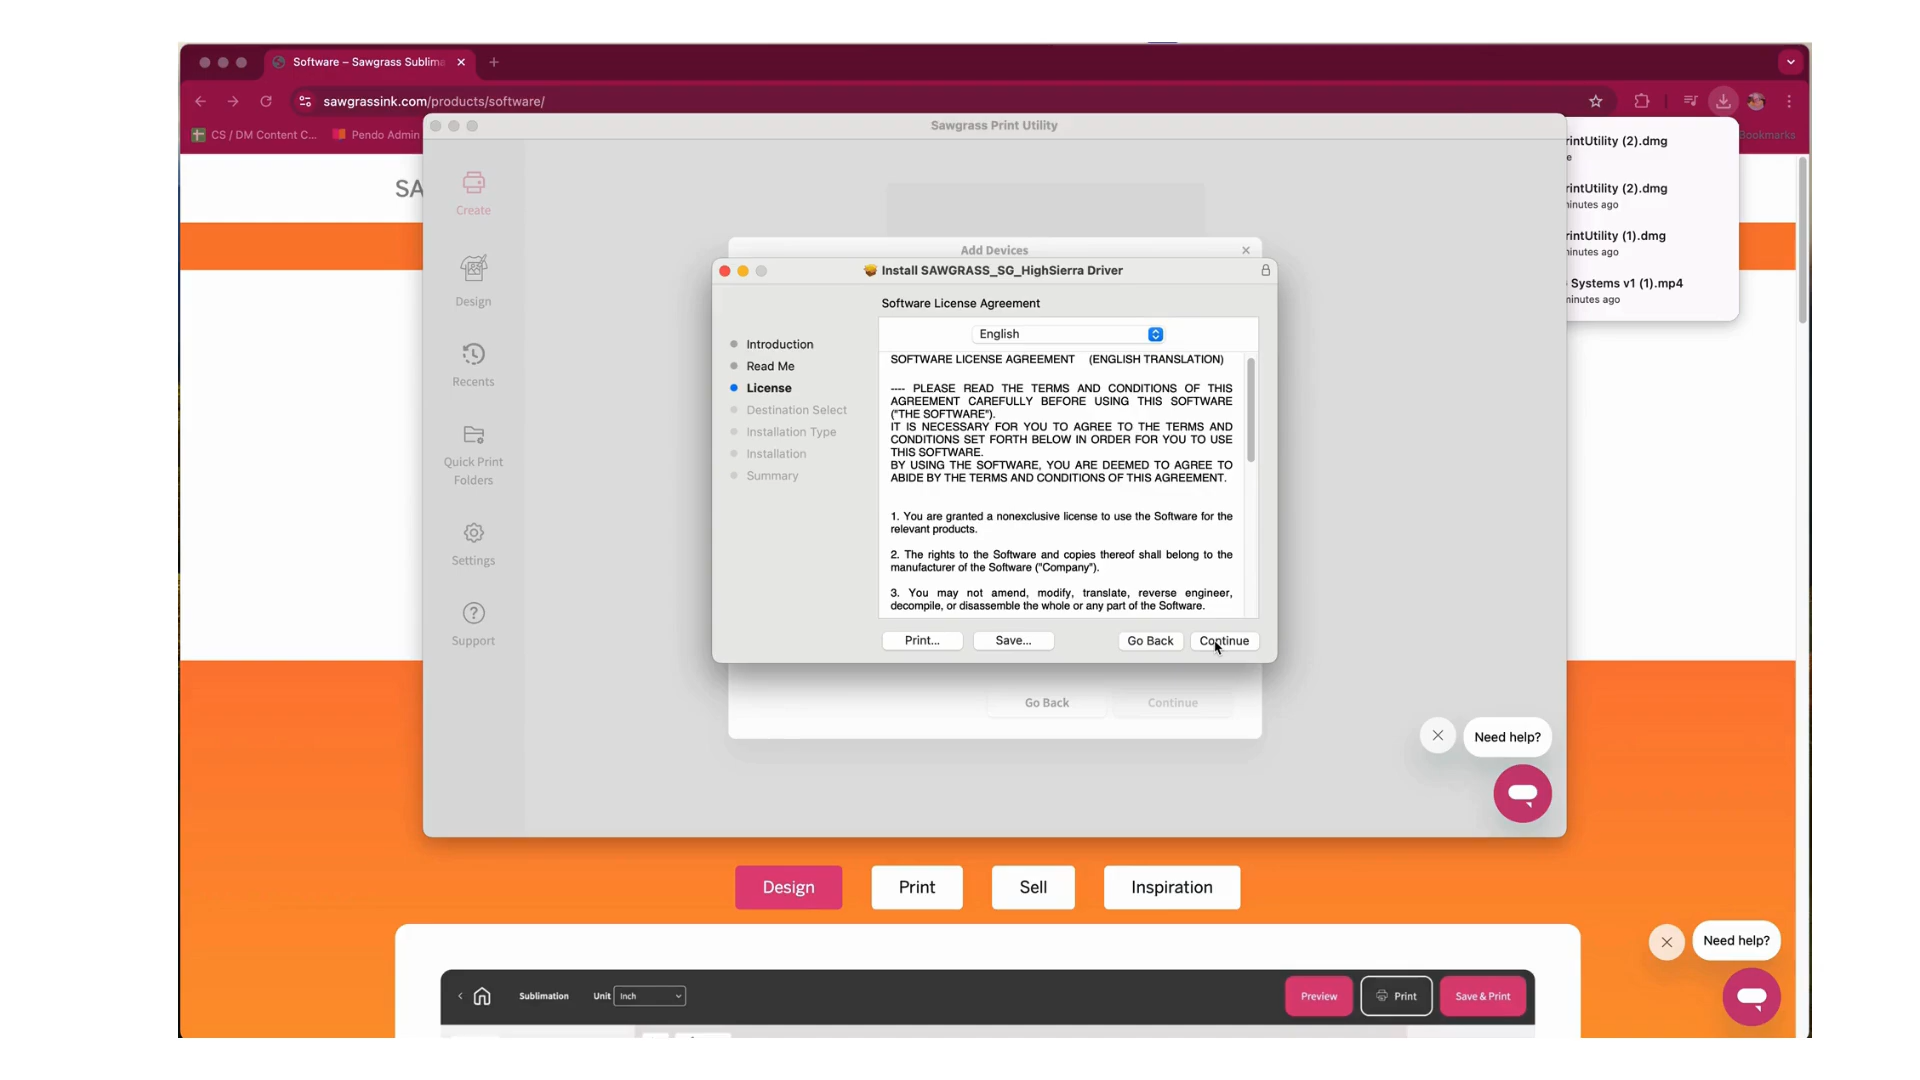 Software – Sawgrass Sublima
sawgrassink.com/products/software/
CS / DM Content C...
Pendo Admin
Bookmarks
Sawgrass Print Utility
SA
Create
Design
Recents
Quick Print
Folders
Settings
Support
rintUtility (2).dmg
e
rintUtility (2).dmg
inutes ago
rintUtility (1).dmg
inutes ago
Systems v1 (1).mp4
inutes ago
Add Devices
Install SAWGRASS_SG_HighSierra Driver
Software License Agreement
Introduction
Read Me
License
Destination Select
Installation Type
Installation
Summary
English
SOFTWARE LICENSE AGREEMENT (ENGLISH TRANSLATION)
---- PLEASE READ THE TERMS AND CONDITIONS OF THIS
AGREEMENT CAREFULLY BEFORE USING THIS SOFTWARE
("THE SOFTWARE").
IT IS NECESSARY FOR YOU TO AGREE TO THE TERMS AND
CONDITIONS SET FORTH BELOW IN ORDER FOR YOU TO USE
THIS SOFTWARE.
BY USING THE SOFTWARE, YOU ARE DEEMED TO AGREE TO
ABIDE BY THE TERMS AND CONDITIONS OF THIS AGREEMENT.
1. You are granted a nonexclusive license to use the Software for the
relevant products.
2. The rights to the Software and copies thereof shall belong to the
manufacturer of the Software ("Company").
3. You may not amend, modify, translate, reverse engineer,
decompile, or disassemble the whole or any part of the Software.
Print... Save... Go Back Continue
Go Back Continue
Need help?
Design Print Sell Inspiration
Need help?
Sublimation Unit Inch Preview Print Save & Print